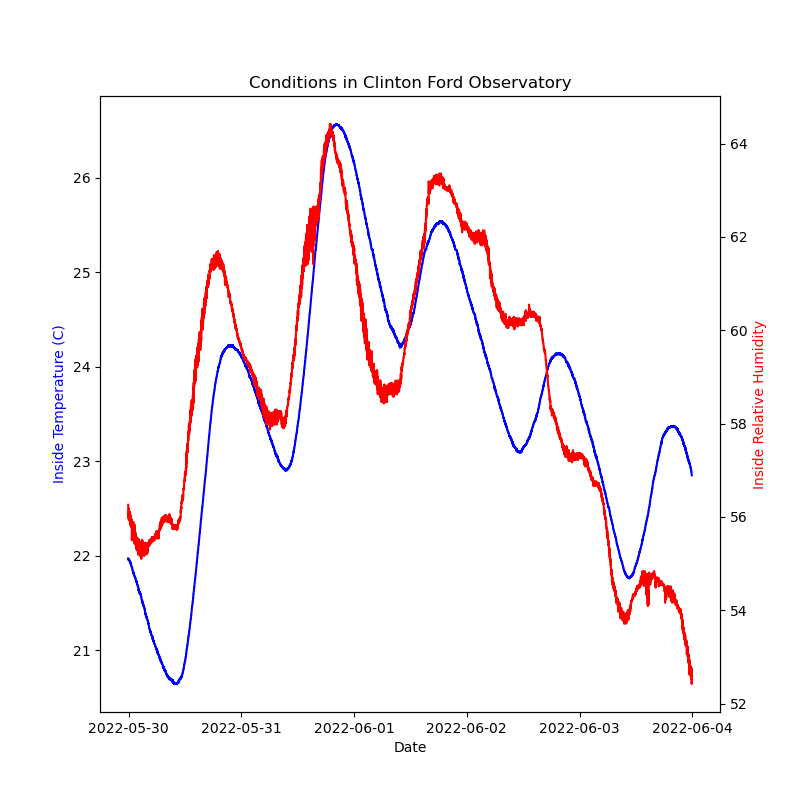 Conditions in Clinton Ford Observatory
Inside Temperature (C)
26
25
24
23
22
21
64
62
60
58
56
54
52
Inside Relative Humidity
2022-05-30 2022-05-31 2022-06-01 2022-06-02 2022-06-03 2022-06-04
Date